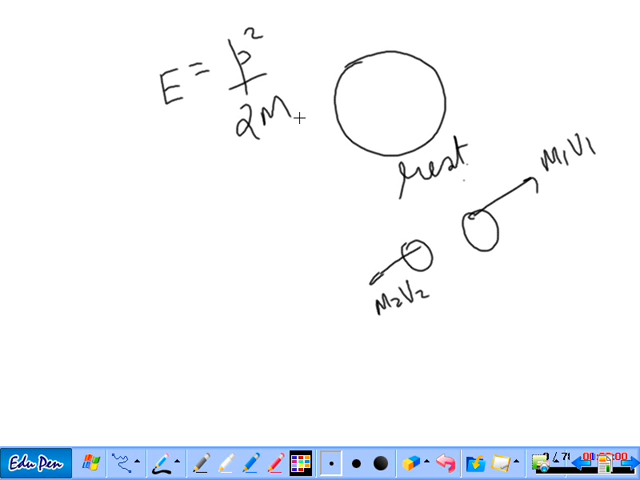 E = p²/2M
rest
M₁V₁
M₂V₂
Edu Pen